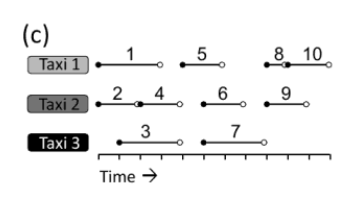 (c)
Taxi 1 1 5 8 10
Taxi 2 2 4 6 9
Taxi 3 3 7
Time →